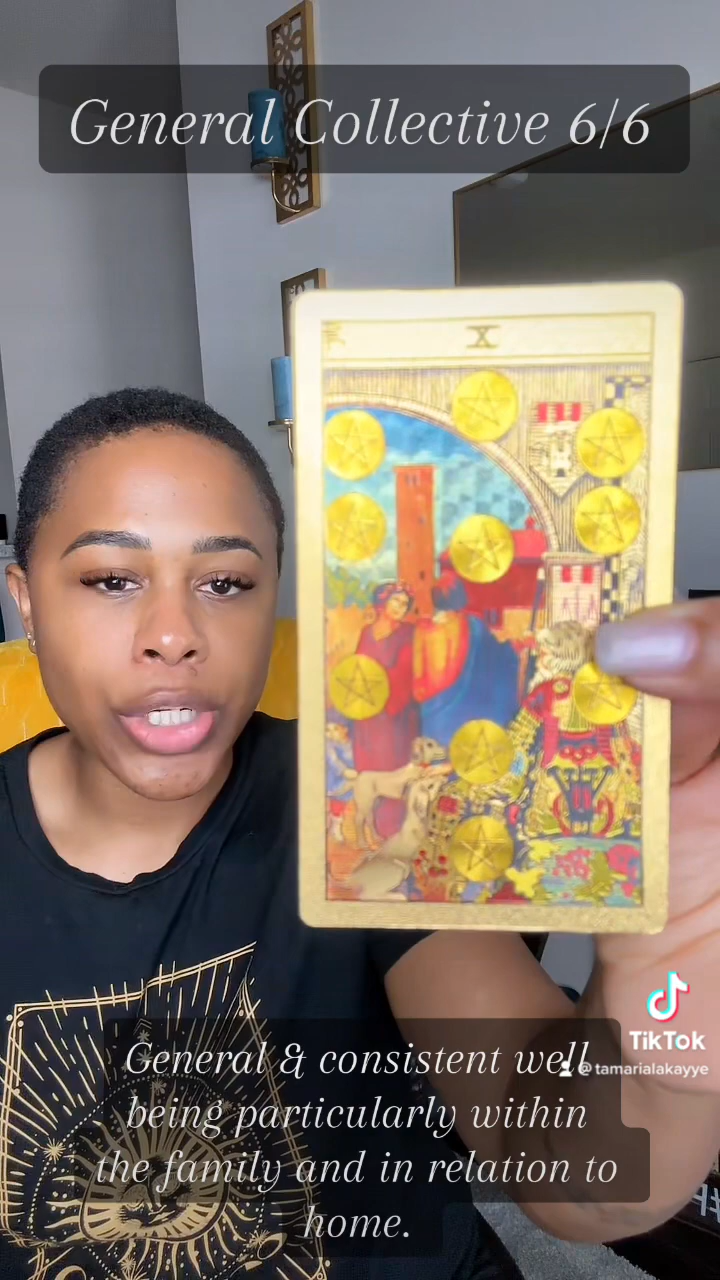 General Collective 6/6
X
TikTok
@tamarialakayye
General & consistent well
being particularly within
the family and in relation to
home.